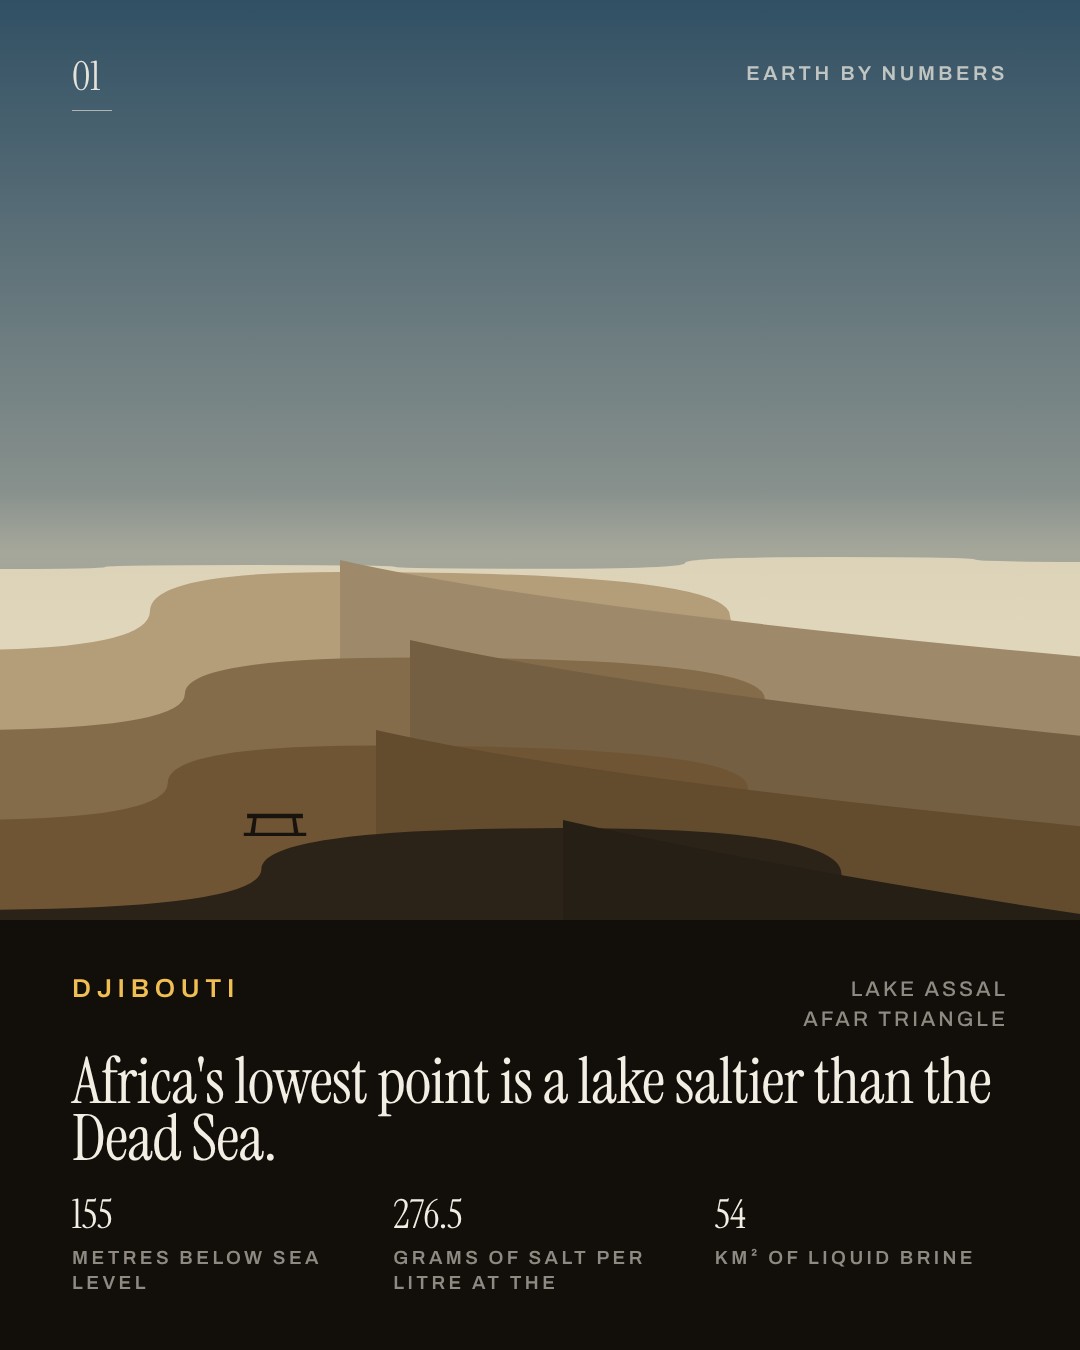 01
EARTH BY NUMBERS
DJIBOUTI
LAKE ASSAL
AFAR TRIANGLE
Africa's lowest point is a lake saltier than the
Dead Sea.
155
METRES BELOW SEA
LEVEL
276.5
GRAMS OF SALT PER
LITRE AT THE
54
KM² OF LIQUID BRINE